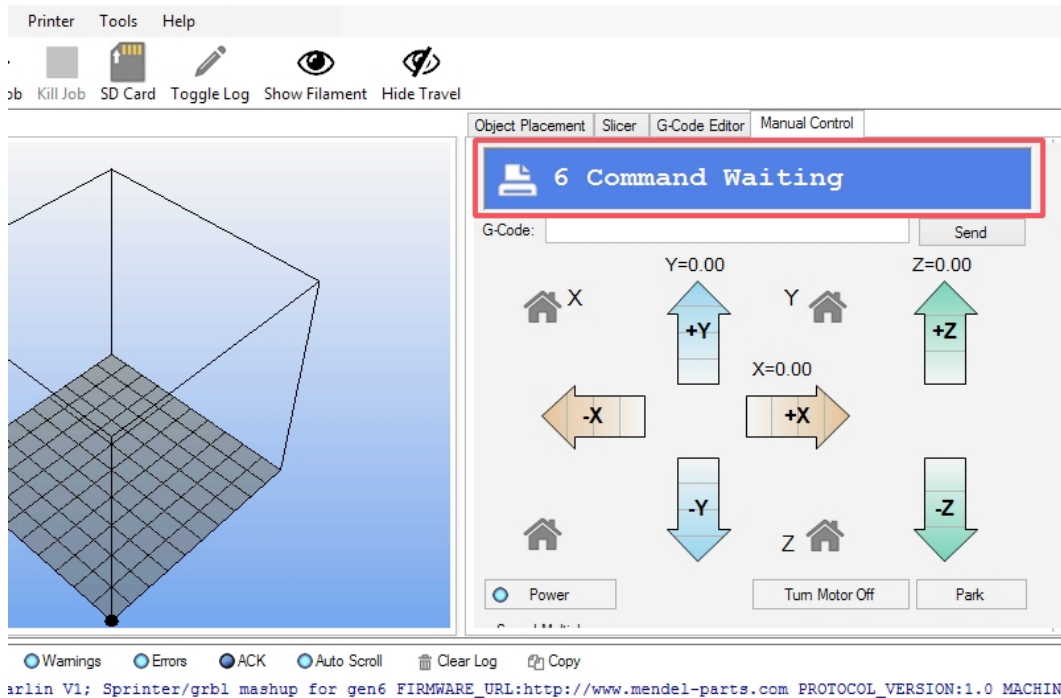 Printer Tools Help
Kill Job SD Card Toggle Log Show Filament Hide Travel
Object Placement Slicer G-Code Editor Manual Control
6 Command Waiting
G-Code: Send
Y=0.00 Z=0.00
X Y
+Y +Z
X=0.00
-X +X
-Y -Z
Z
Power Turn Motor Off Park
Warnings Errors ACK Auto Scroll Clear Log Copy
arlin V1; Sprinter/grbl mashup for gen6 FIRMWARE_URL:http://www.mendel-parts.com PROTOCOL_VERSION:1.0 MACHIN